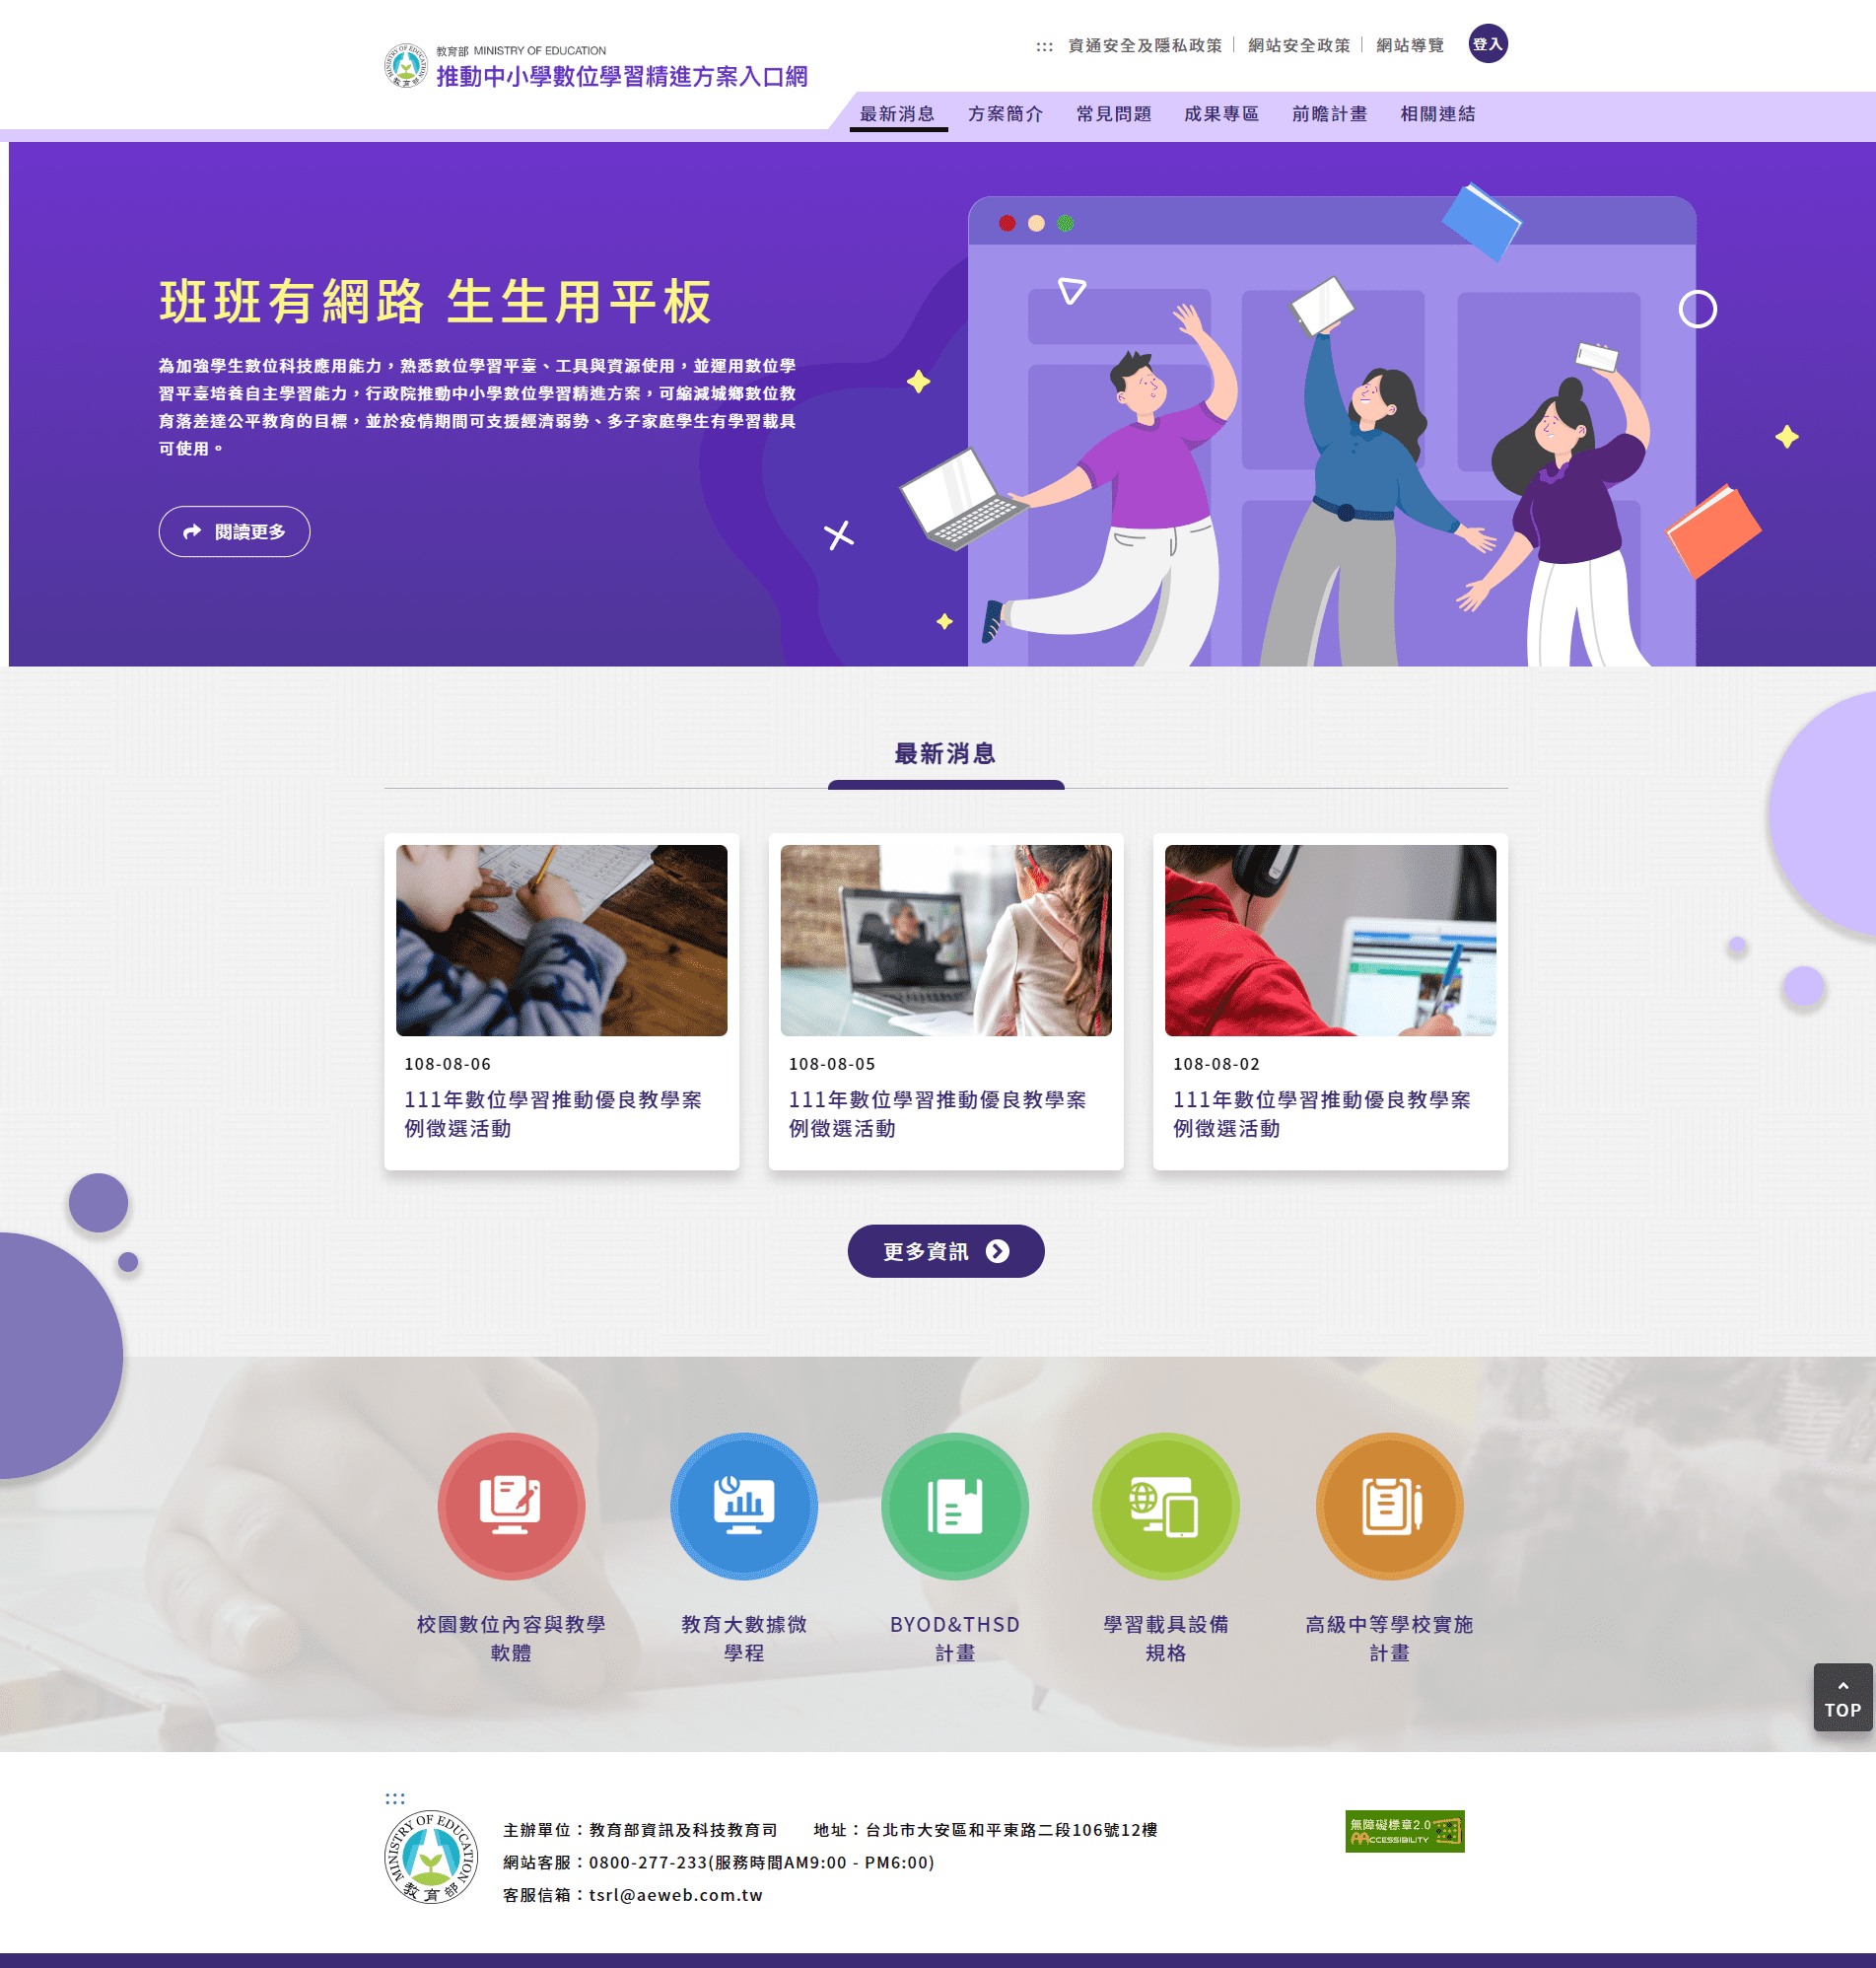 教育部 MINISTRY OF EDUCATION
推動中小學數位學習精進方案入口網
::: 資通安全及隱私政策 網站安全政策 網站導覽 登入
最新消息 方案簡介 常見問題 成果專區 前瞻計畫 相關連結
班班有網路 生生用平板
為加強學生數位科技應用能力，熟悉數位學習平臺、工具與資源使用，並運用數位學
習平臺培養自主學習能力，行政院推動中小學數位學習精進方案，可縮減城鄉數位教
育落差達公平教育的目標，並於疫情期間可支援經濟弱勢、多子家庭學生有學習載具
可使用。
閱讀更多
最新消息
108-08-06
111年數位學習推動優良教學案
例徵選活動
108-08-05
111年數位學習推動優良教學案
例徵選活動
108-08-02
111年數位學習推動優良教學案
例徵選活動
更多資訊
校園數位內容與教學
軟體
教育大數據微
學程
BYOD&THSD
計畫
學習載具設備
規格
高級中等學校實施
計畫
TOP
:::
MINISTRY OF EDUCATION
教育部
主辦單位：教育部資訊及科技教育司 地址：台北市大安區和平東路二段106號12樓
網站客服：0800-277-233(服務時間AM9:00 - PM6:00)
客服信箱：tsrl@aeweb.com.tw
無障礙標章2.0
ACCESSIBILITY